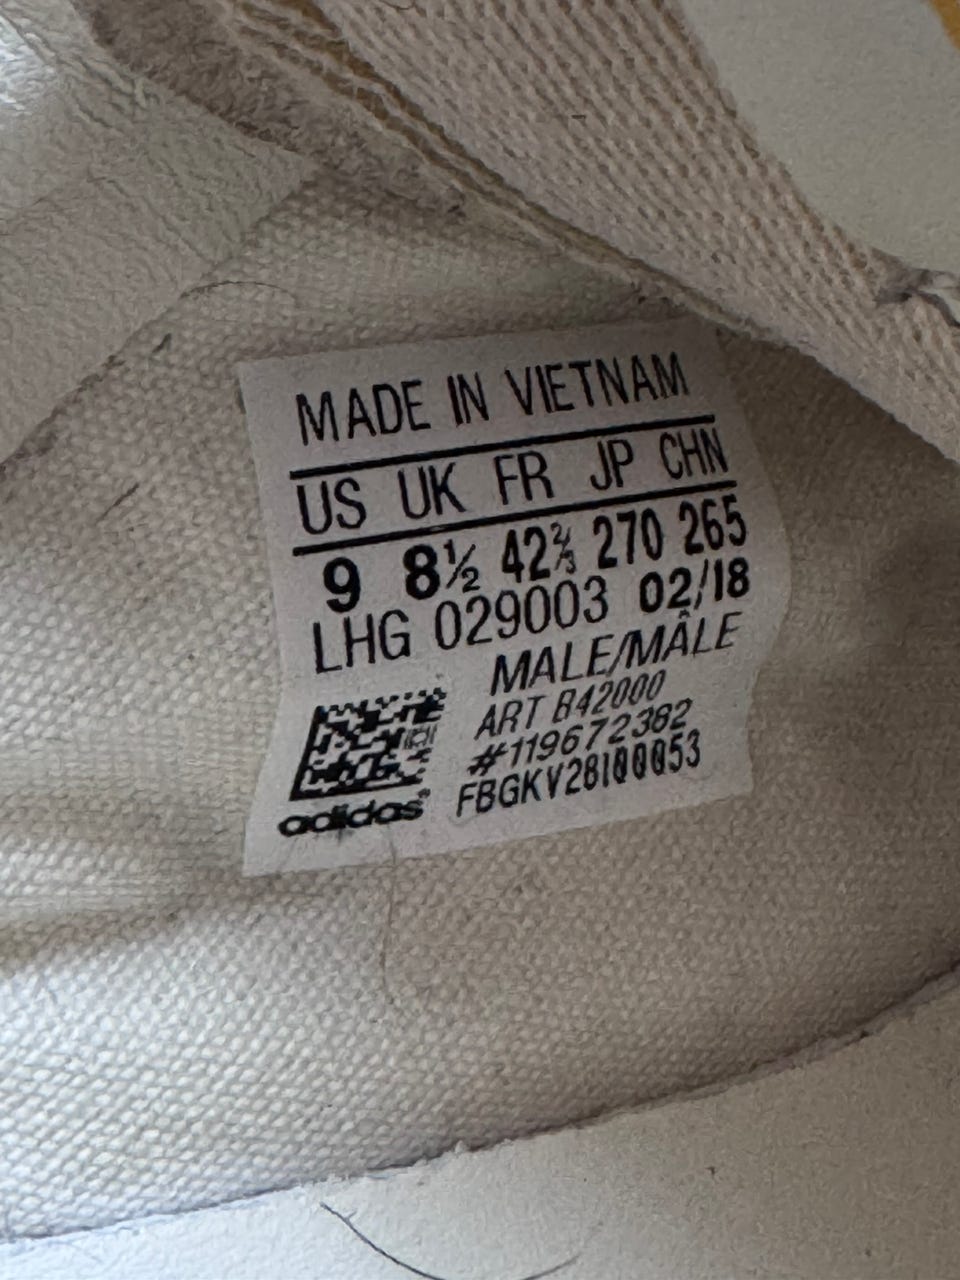 MADE IN VIETNAM
US UK FR JP CHN
9 8½ 42⅔ 270 265
LHG 029003 02/18
MALE/MÂLE
ART B42000
#119672382
FBGKV28100053
adidas®